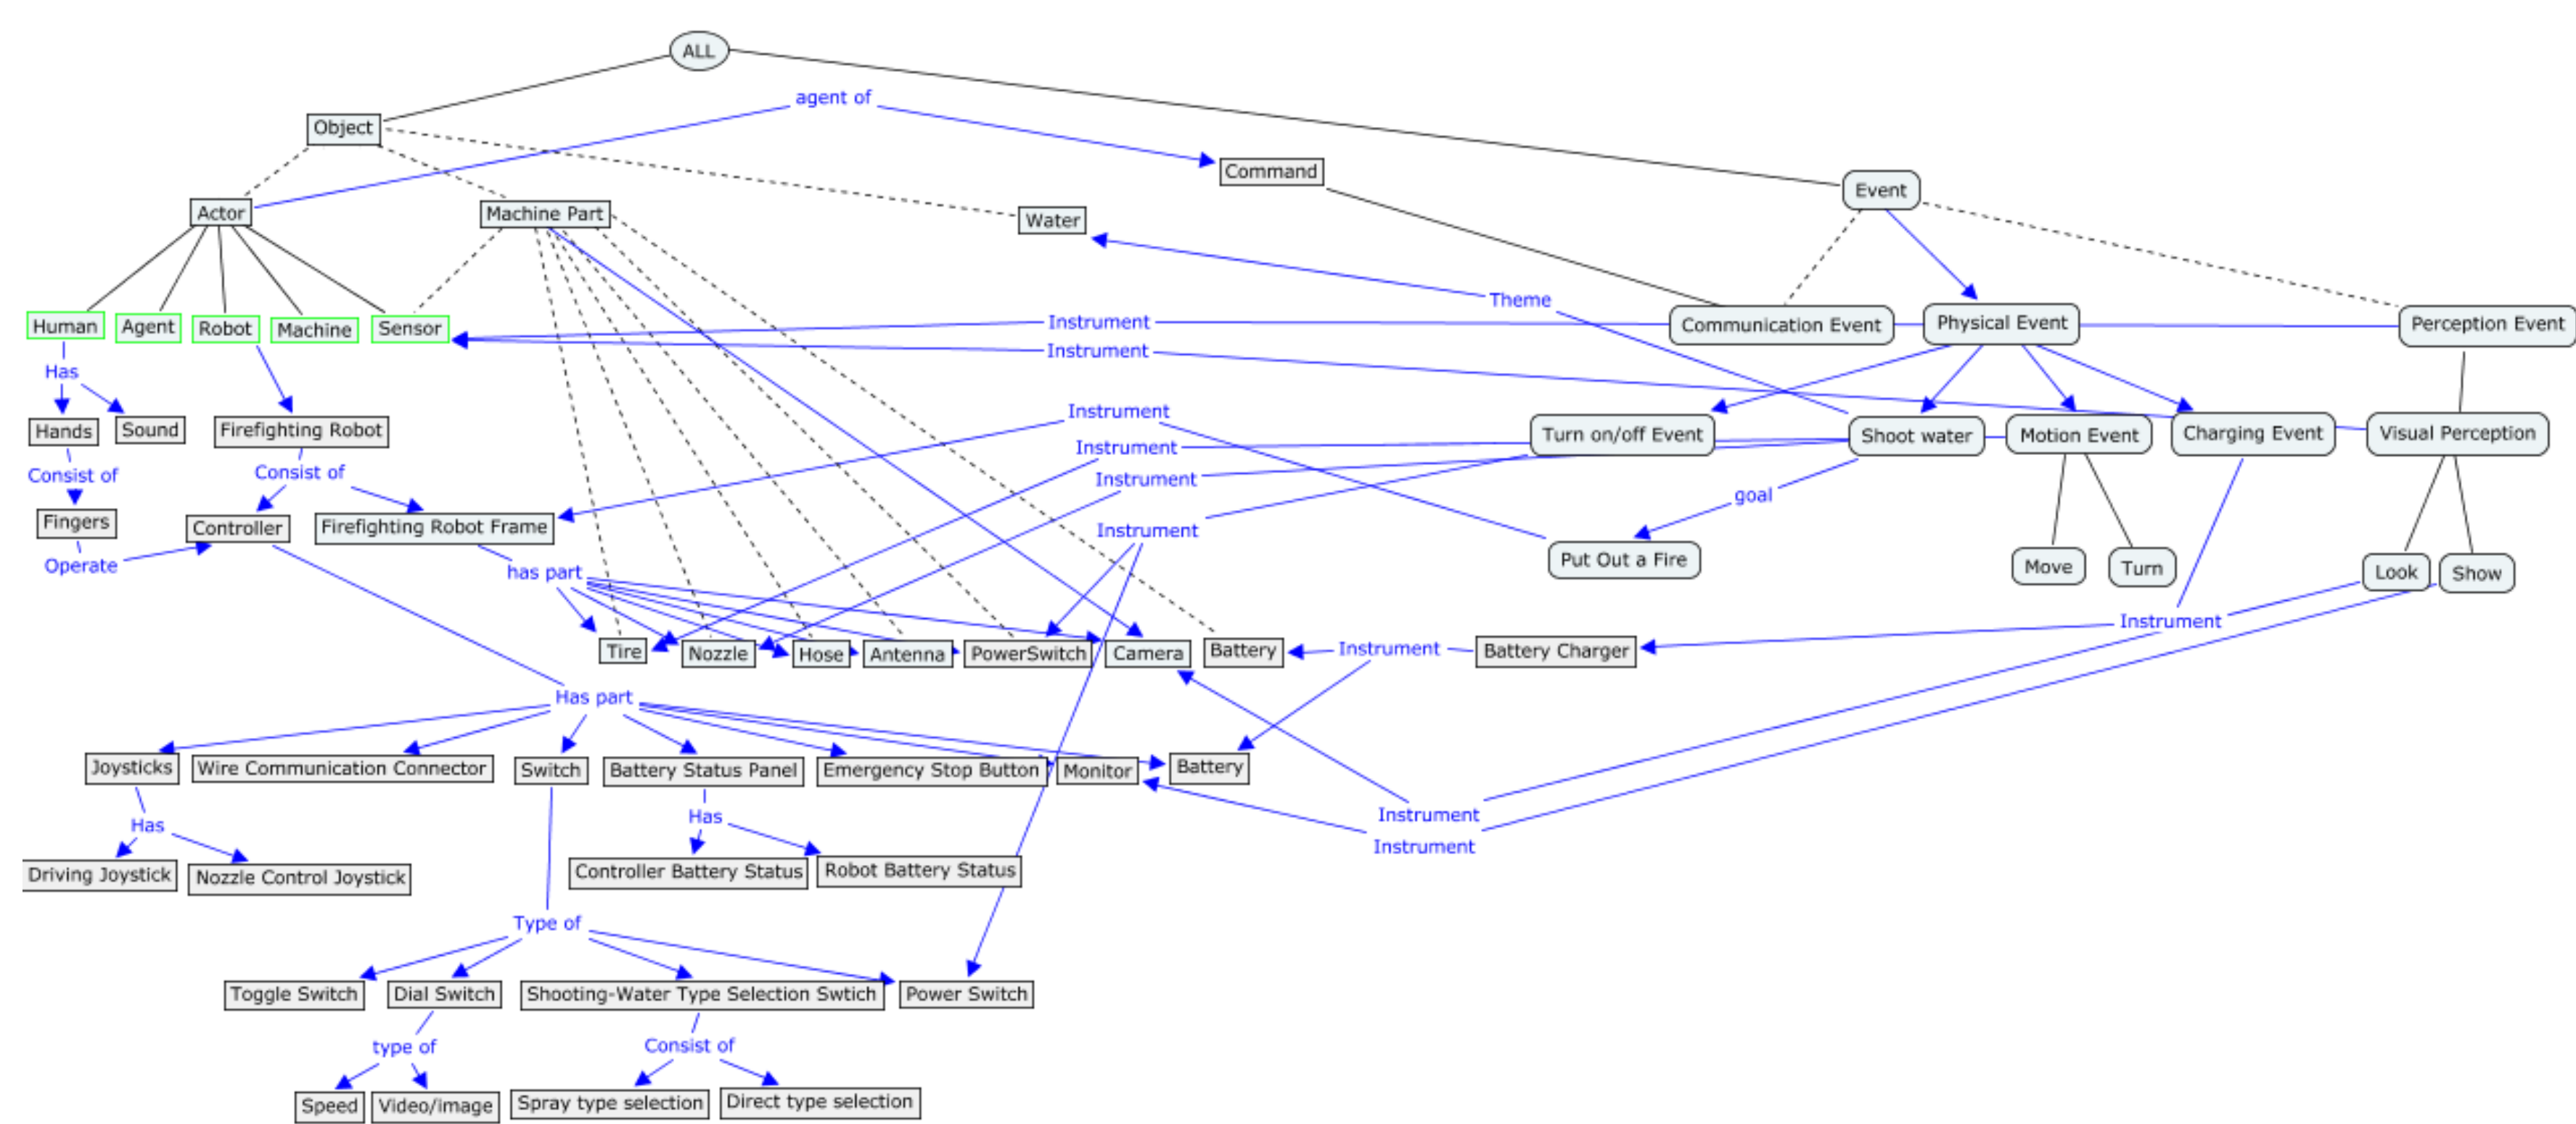 ALL
agent of
Object
Command
Event
Actor
Machine Part
Water
Theme
Human
Agent
Robot
Machine
Sensor
Instrument
Communication Event
Physical Event
Perception Event
Instrument
Has
Hands
Sound
Firefighting Robot
Instrument
Turn on/off Event
Shoot water
Motion Event
Charging Event
Visual Perception
Instrument
Consist of
Consist of
Instrument
goal
Fingers
Controller
Firefighting Robot Frame
Instrument
Operate
has part
Put Out a Fire
Move
Turn
Look
Show
Instrument
Tire
Nozzle
Hose
Antenna
PowerSwitch
Camera
Battery
Instrument
Battery Charger
Has part
Joysticks
Wire Communication Connector
Switch
Battery Status Panel
Emergency Stop Button
Monitor
Battery
Has
Has
Instrument
Instrument
Driving Joystick
Nozzle Control Joystick
Controller Battery Status
Robot Battery Status
Type of
Toggle Switch
Dial Switch
Shooting-Water Type Selection Swtich
Power Switch
type of
Consist of
Speed
Video/image
Spray type selection
Direct type selection